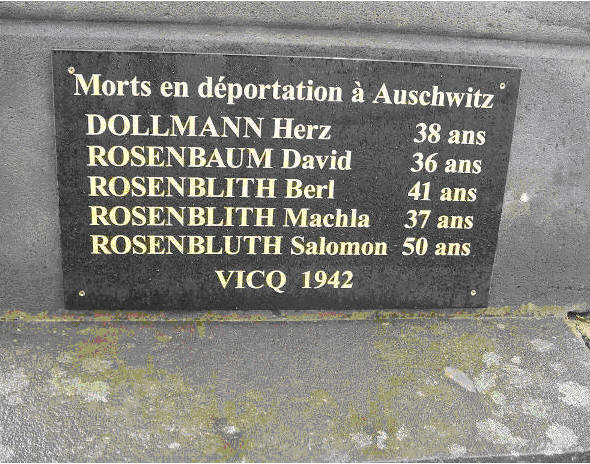 Morts en déportation à Auschwitz
DOLLMANN Herz 38 ans
ROSENBAUM David 36 ans
ROSENBLITH Berl 41 ans
ROSENBLITH Machla 37 ans
ROSENBLUTH Salomon 50 ans
VICQ 1942